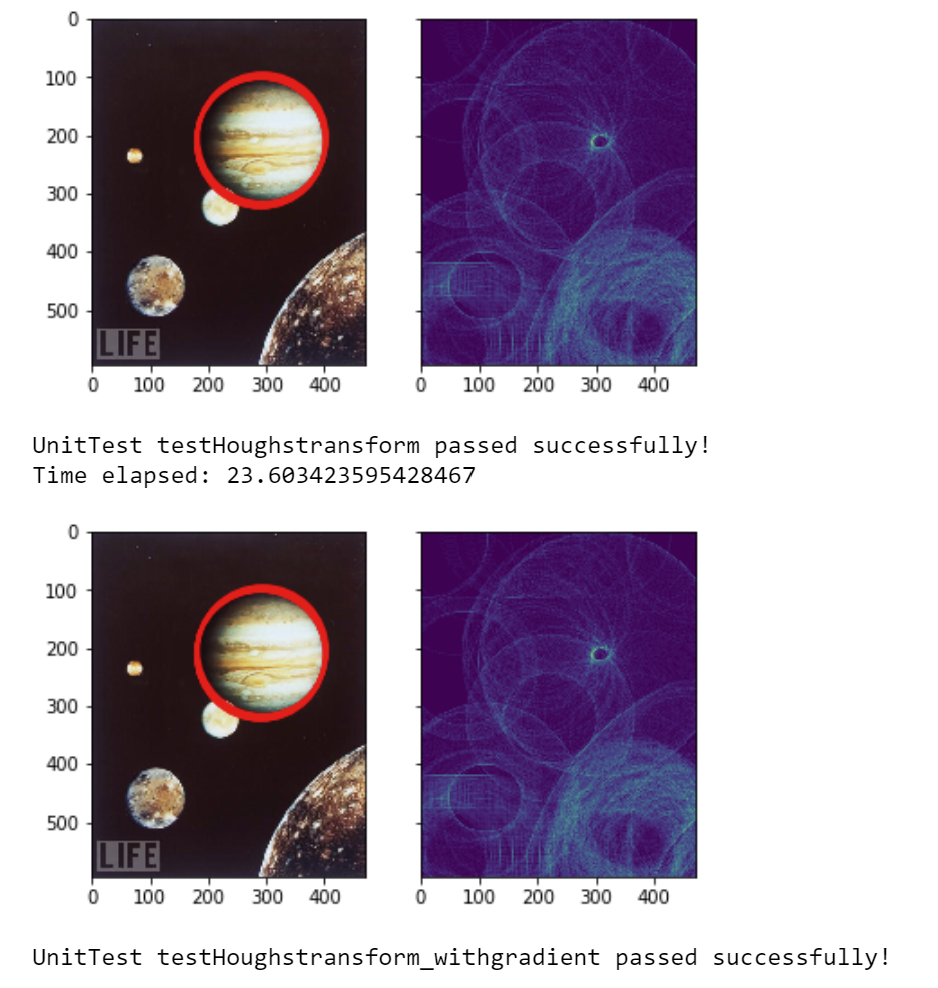 0
100
200
300
400
500
LIFE
0 100 200 300 400
0 100 200 300 400
UnitTest testHoughstransform passed successfully!
Time elapsed: 23.603423595428467
0
100
200
300
400
500
LIFE
0 100 200 300 400
0 100 200 300 400
UnitTest testHoughstransform_withgradient passed successfully!